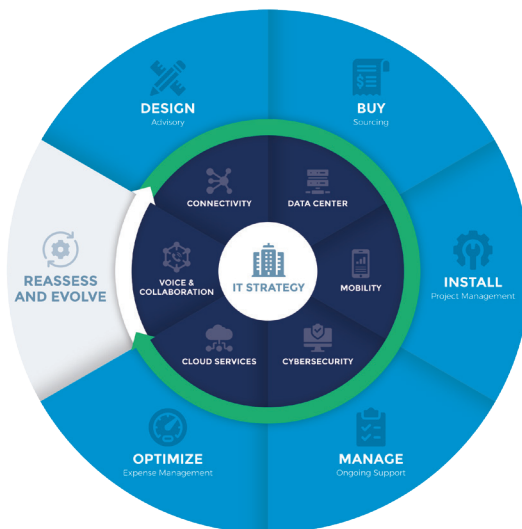 DESIGN
Advisory
BUY
Sourcing
INSTALL
Project Management
MANAGE
Ongoing Support
OPTIMIZE
Expense Management
REASSESS
AND EVOLVE
CONNECTIVITY
DATA CENTER
MOBILITY
CYBERSECURITY
CLOUD SERVICES
VOICE &
COLLABORATION
IT STRATEGY